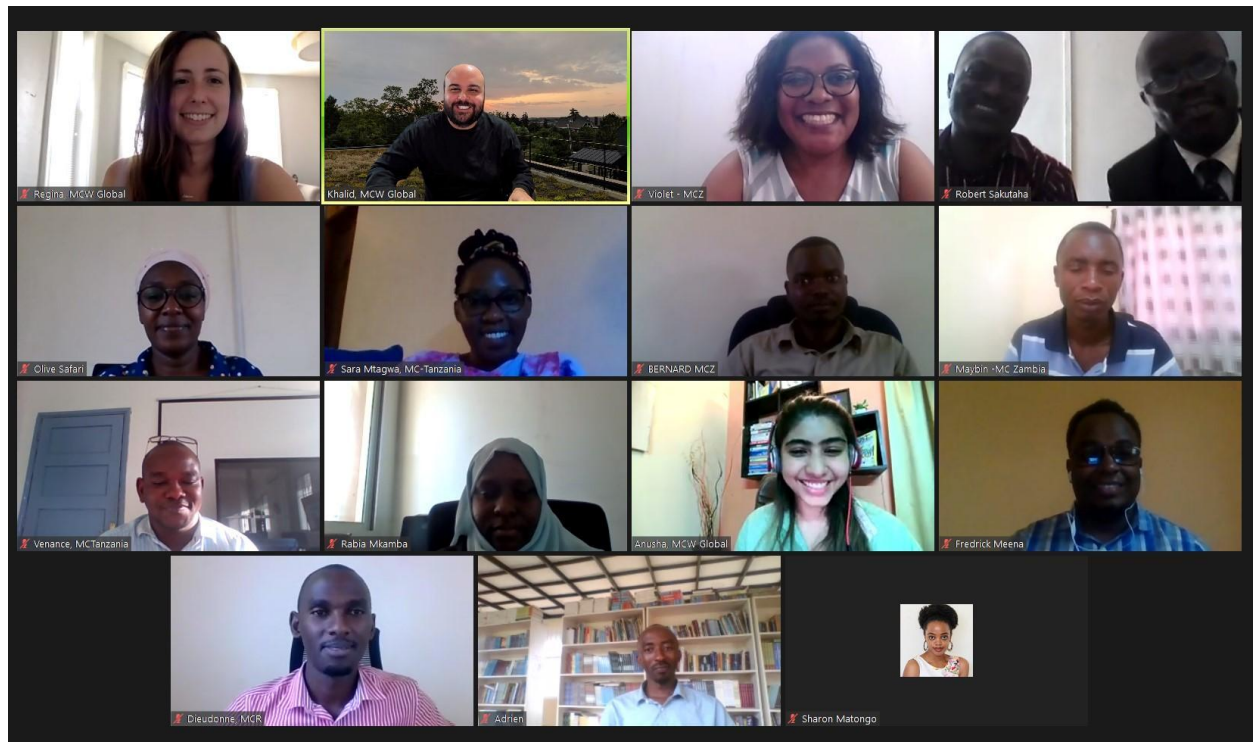 Regina, MCW Global
Khalid, MCW Global
Violet - MCZ
Robert Sakutaha
Olive Safari
Sara Mtagwa, MC-Tanzania
BERNARD MCZ
Maybin -MC Zambia
Venance, MCTanzania
Rabia Mkamba
Anusha, MCW Global
Fredrick Meena
Dieudonne, MCR
Adrien
Sharon Matongo